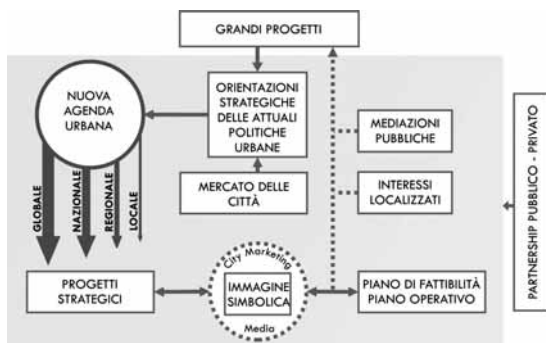 GRANDI PROGETTI
NUOVA
AGENDA
URBANA
ORIENTAZIONI
STRATEGICHE
DELLE ATTUALI
POLITICHE
URBANE
MEDIAZIONI
PUBBLICHE
MERCATO DELLE
CITTÀ
INTERESSI
LOCALIZZATI
GLOBALE
NAZIONALE
REGIONALE
LOCALE
PARTNERSHIP PUBBLICO - PRIVATO
PROGETTI
STRATEGICI
City Marketing
IMMAGINE
SIMBOLICA
Media
PIANO DI FATTIBILITÀ
PIANO OPERATIVO